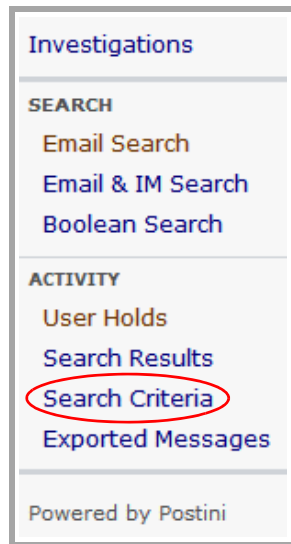 Investigations
SEARCH
Email Search
Email & IM Search
Boolean Search
ACTIVITY
User Holds
Search Results
Search Criteria
Exported Messages
Powered by Postini